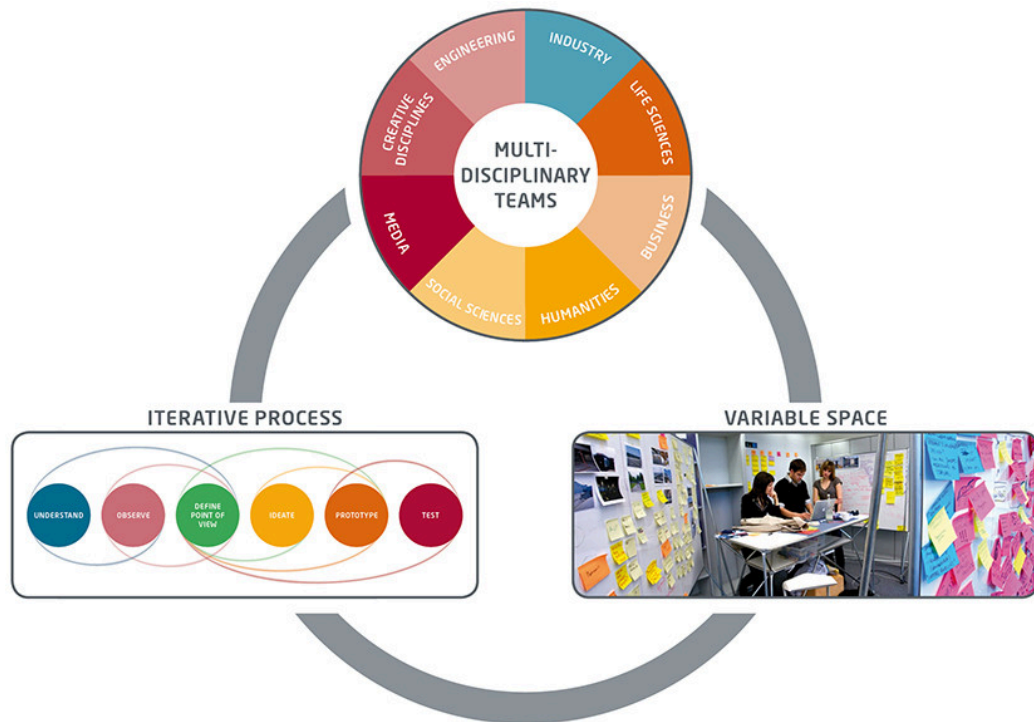 ENGINEERING
INDUSTRY
CREATIVE
DISCIPLINES
LIFE SCIENCES
MULTI-
DISCIPLINARY
TEAMS
MEDIA
BUSINESS
SOCIAL SCIENCES
HUMANITIES
ITERATIVE PROCESS
VARIABLE SPACE
UNDERSTAND
OBSERVE
DEFINE
POINT OF
VIEW
IDEATE
PROTOTYPE
TEST